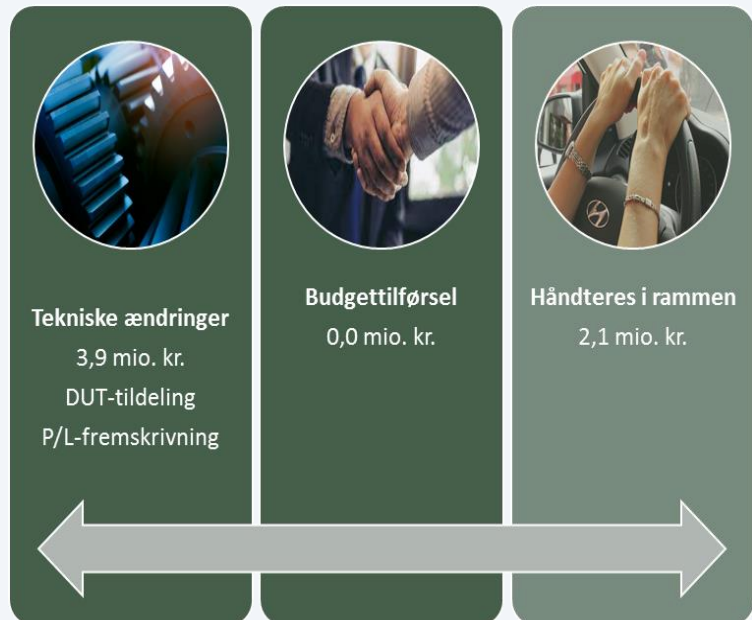 Tekniske ændringer
3,9 mio. kr.
DUT-tildeling
P/L-fremskrivning
Budgettilførsel
0,0 mio. kr.
Håndteres i rammen
2,1 mio. kr.